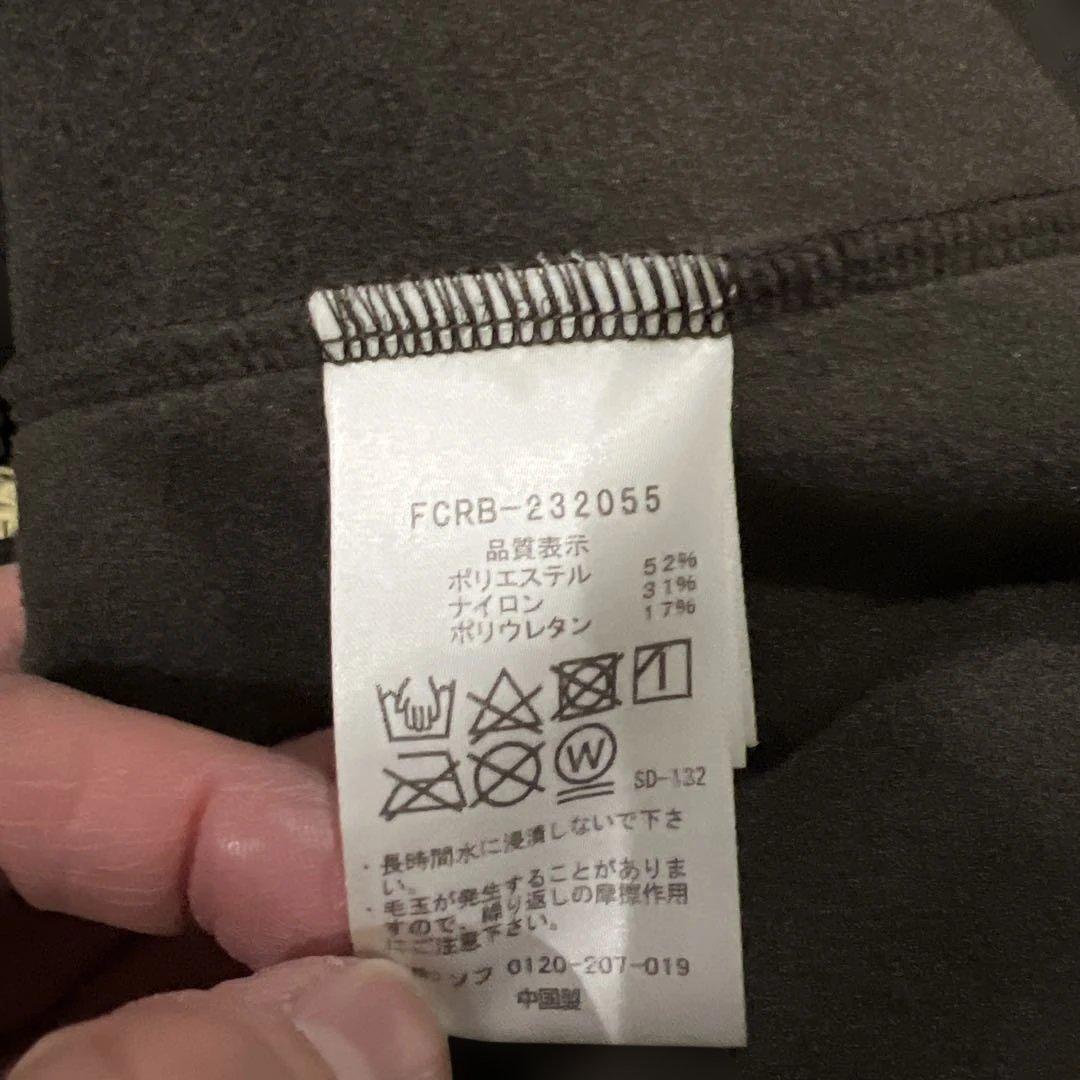 FCRB-232055
品質表示
ポリエステル 52%
ナイロン 31%
ポリウレタン 17%
W
SD-132
・長時間水に浸漬しないで下さ
い。
・毛玉が発生することがありま
すので、繰り返しの摩擦作用
にご注意下さい。
ップ 0120-207-019
中国製